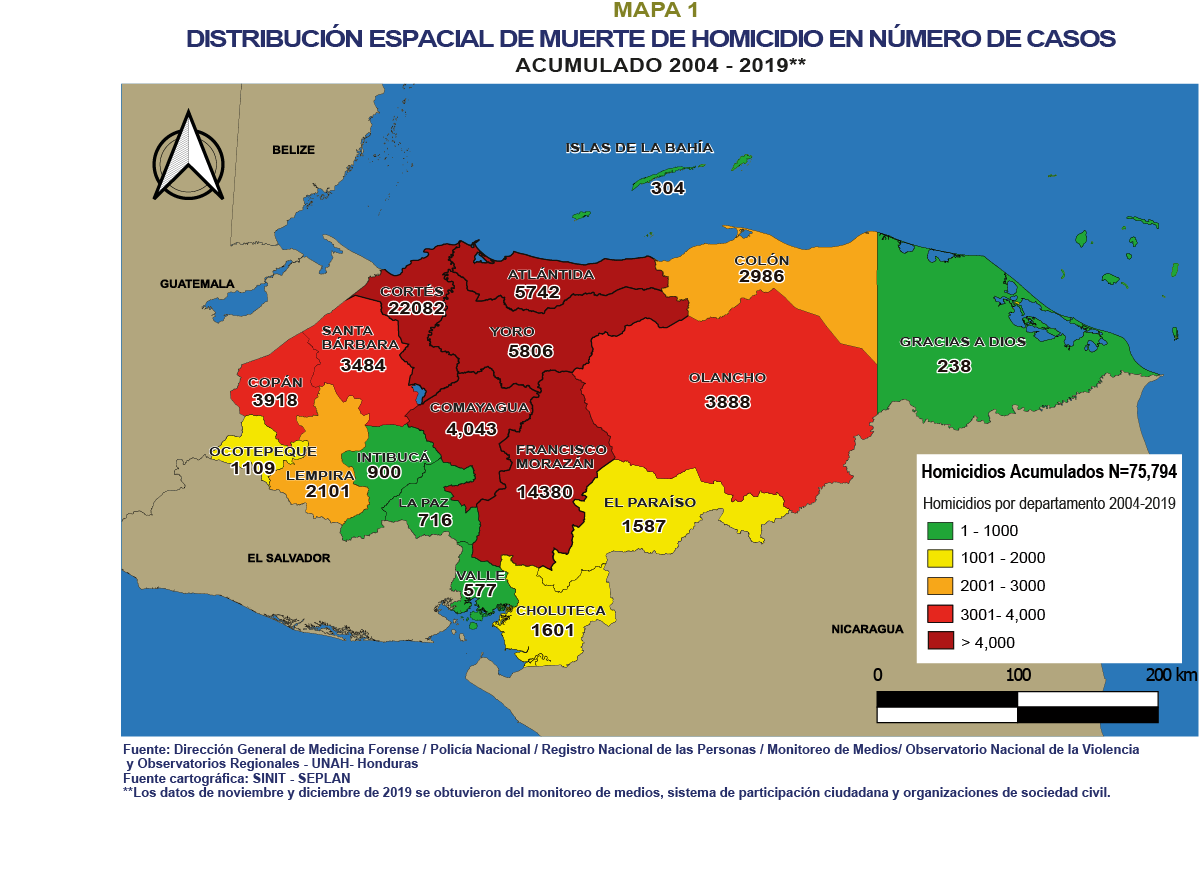 MAPA 1
DISTRIBUCIÓN ESPACIAL DE MUERTE DE HOMICIDIO EN NÚMERO DE CASOS
ACUMULADO 2004 - 2019**
BELIZE
ISLAS DE LA BAHÍA
304
GUATEMALA
COLÓN
2986
ATLÁNTIDA
5742
CORTÉS
22082
SANTA
BÁRBARA
3484
YORO
5806
GRACIAS A DIOS
238
COPÁN
3918
OLANCHO
3888
COMAYAGUA
4,043
OCOTEPEQUE
1109
INTIBUCÁ
900
FRANCISCO
MORAZÁN
14380
LEMPIRA
2101
LA PAZ
716
EL PARAÍSO
1587
EL SALVADOR
VALLE
577
CHOLUTECA
1601
NICARAGUA
Homicidios Acumulados N=75,794
Homicidios por departamento 2004-2019
1 - 1000
1001 - 2000
2001 - 3000
3001- 4,000
> 4,000
0 100 200 km
Fuente: Dirección General de Medicina Forense / Policía Nacional / Registro Nacional de las Personas / Monitoreo de Medios/ Observatorio Nacional de la Violencia
y Observatorios Regionales - UNAH- Honduras
Fuente cartográfica: SINIT - SEPLAN
**Los datos de noviembre y diciembre de 2019 se obtuvieron del monitoreo de medios, sistema de participación ciudadana y organizaciones de sociedad civil.